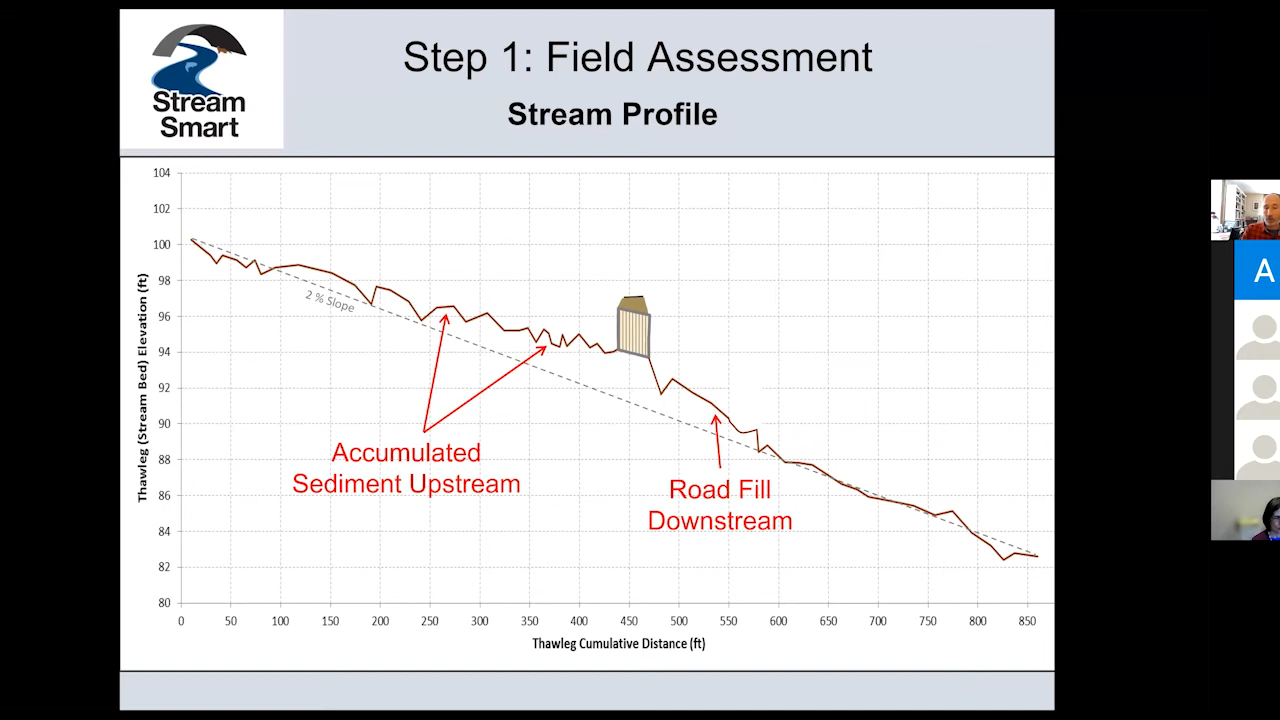 Stream
Smart
Step 1: Field Assessment
Stream Profile
Thawleg (Stream Bed) Elevation (ft)
104
102
100
98
96
94
92
90
88
86
84
82
80
2 % Slope
Accumulated
Sediment Upstream
Road Fill
Downstream
0 50 100 150 200 250 300 350 400 450 500 550 600 650 700 750 800 850
Thawleg Cumulative Distance (ft)
A